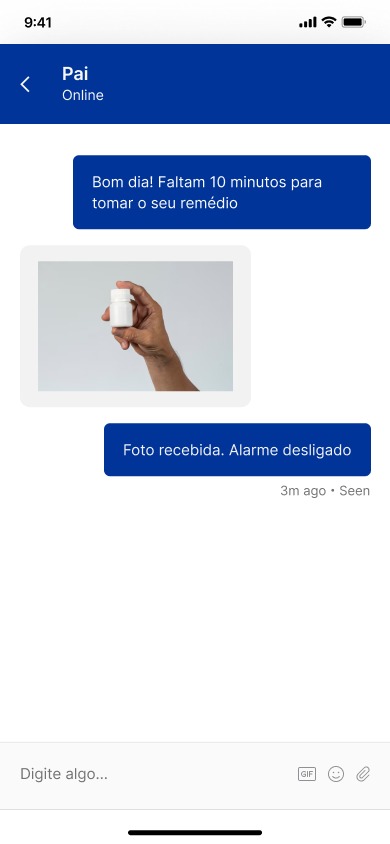 9:41
Pai
Online
Bom dia! Faltam 10 minutos para
tomar o seu remédio
Foto recebida. Alarme desligado
3m ago • Seen
Digite algo...
GIF